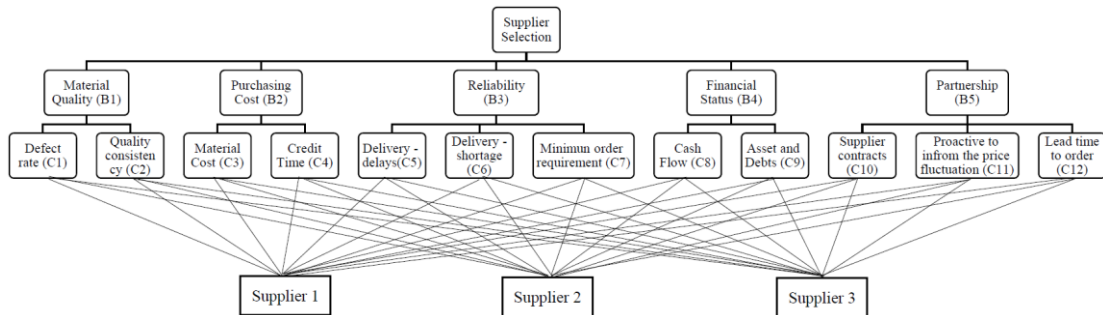 Supplier
Selection
Material
Quality (B1)
Purchasing
Cost (B2)
Reliability
(B3)
Financial
Status (B4)
Partnership
(B5)
Defect
rate (C1)
Quality
consisten
cy (C2)
Material
Cost (C3)
Credit
Time (C4)
Delivery -
delays(C5)
Delivery -
shortage
(C6)
Minimun order
requirement (C7)
Cash
Flow (C8)
Asset and
Debts (C9)
Supplier
contracts
(C10)
Proactive to
infrom the price
fluctuation (C11)
Lead time
to order
(C12)
Supplier 1
Supplier 2
Supplier 3